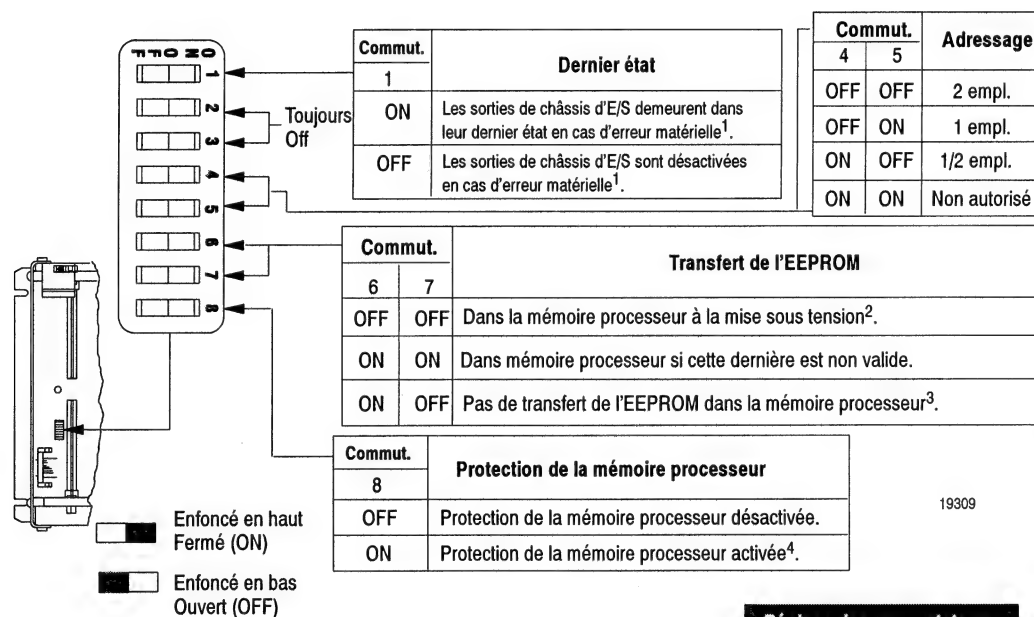 O N
O F F
1
2
3
4
5
6
7
8
Toujours
Off
Commut.
1
Dernier état
ON
Les sorties de châssis d'E/S demeurent dans
leur dernier état en cas d'erreur matérielle1.
OFF
Les sorties de châssis d'E/S sont désactivées
en cas d'erreur matérielle1.
Commut.
Adressage
4 5
OFF OFF 2 empl.
OFF ON 1 empl.
ON OFF 1/2 empl.
ON ON Non autorisé
Commut.
Transfert de l'EEPROM
6 7
OFF OFF Dans la mémoire processeur à la mise sous tension2.
ON ON Dans mémoire processeur si cette dernière est non valide.
ON OFF Pas de transfert de l'EEPROM dans la mémoire processeur3.
Commut.
Protection de la mémoire processeur
8
OFF Protection de la mémoire processeur désactivée.
ON Protection de la mémoire processeur activée4.
19309
Enfoncé en haut
Fermé (ON)
Enfoncé en bas
Ouvert (OFF)